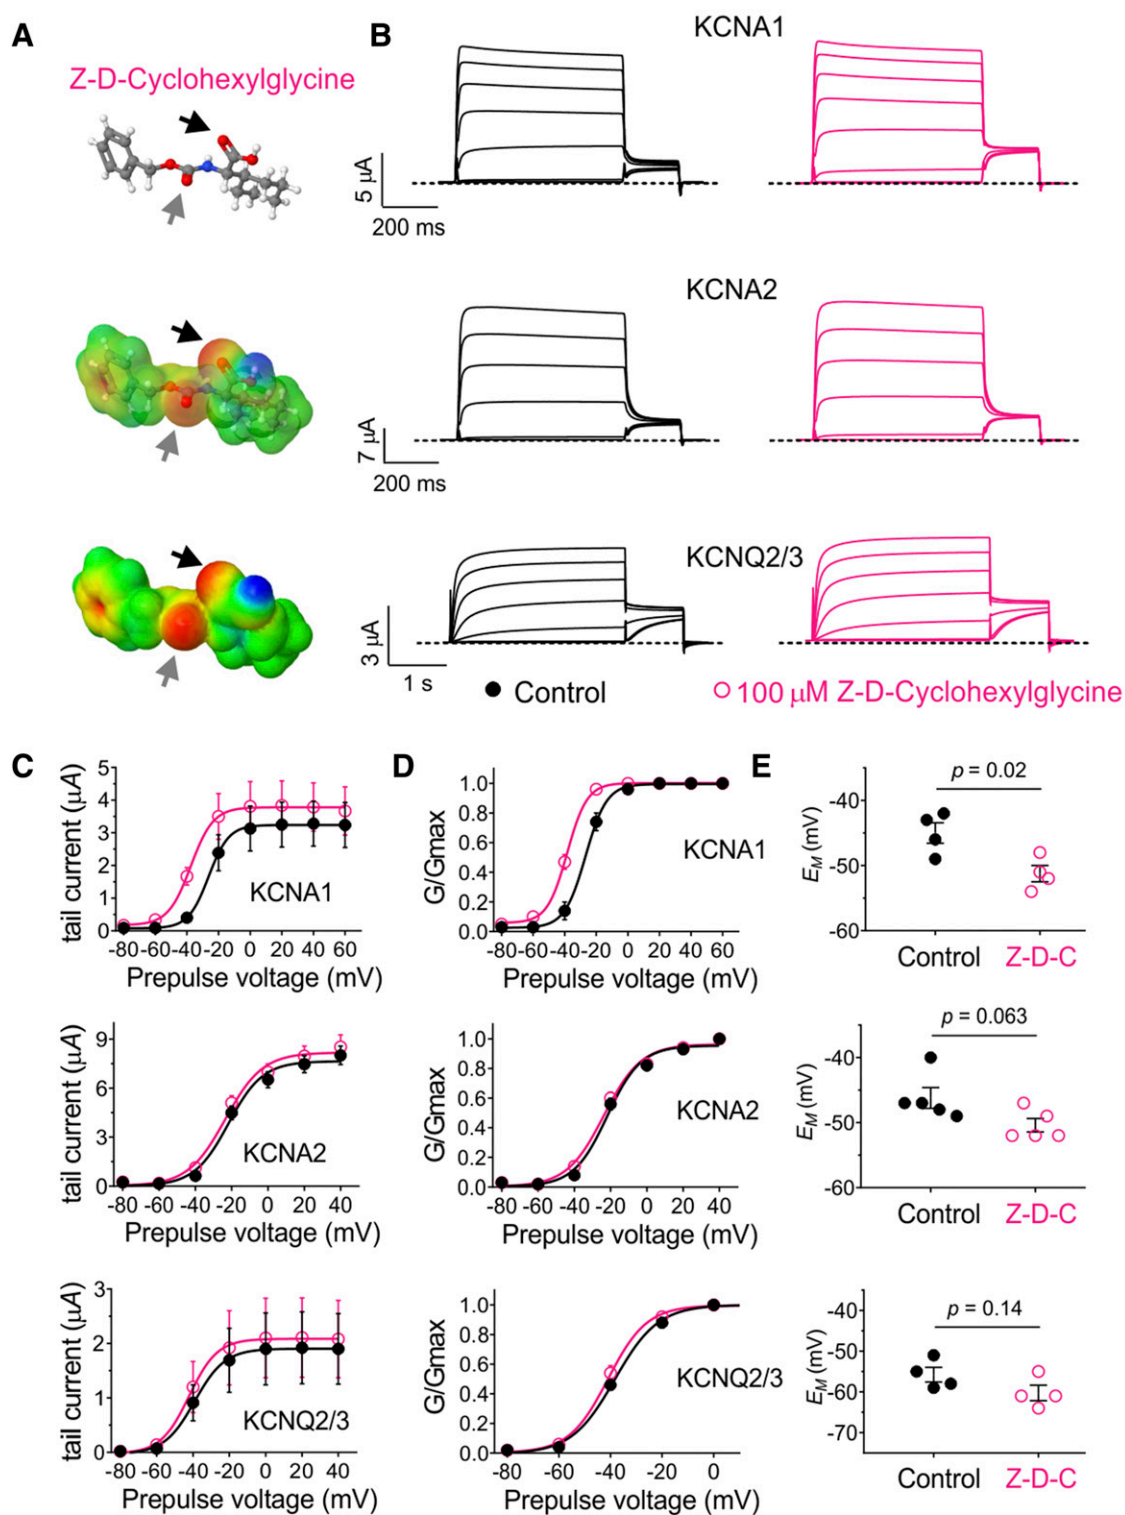 A
Z-D-Cyclohexylglycine
B
KCNA1
5 µA
200 ms
KCNA2
7 µA
200 ms
KCNQ2/3
3 µA
1 s
Control
100 µM Z-D-Cyclohexylglycine
C
tail current (µA)
5
4
3
2
1
0
KCNA1
-80 -60 -40 -20 0 20 40 60
Prepulse voltage (mV)
D
G/Gmax
1.0
0.8
0.6
0.4
0.2
0.0
KCNA1
-80 -60 -40 -20 0 20 40 60
Prepulse voltage (mV)
E
p = 0.02
EM (mV)
-40
-50
-60
Control Z-D-C
tail current (µA)
9
6
3
0
KCNA2
-80 -60 -40 -20 0 20 40
Prepulse voltage (mV)
G/Gmax
1.0
0.8
0.6
0.4
0.2
0.0
KCNA2
-80 -60 -40 -20 0 20 40
Prepulse voltage (mV)
p = 0.063
EM (mV)
-40
-50
-60
Control Z-D-C
tail current (µA)
3
2
1
0
KCNQ2/3
-80 -60 -40 -20 0 20 40
Prepulse voltage (mV)
G/Gmax
1.0
0.8
0.6
0.4
0.2
0.0
KCNQ2/3
-80 -60 -40 -20 0
Prepulse voltage (mV)
p = 0.14
EM (mV)
-40
-50
-60
-70
Control Z-D-C